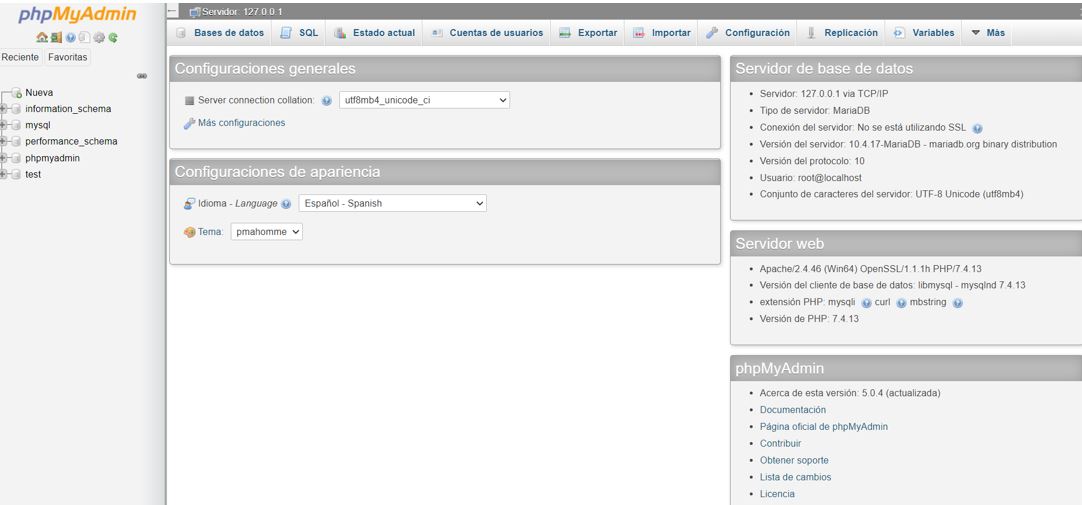 phpMyAdmin
Reciente Favoritas
Nueva
information_schema
mysql
performance_schema
phpmyadmin
test
Servidor: 127.0.0.1
Bases de datos SQL Estado actual Cuentas de usuarios Exportar Importar Configuración Replicación Variables Más
Configuraciones generales
Server connection collation: utf8mb4_unicode_ci
Más configuraciones
Configuraciones de apariencia
Idioma - Language Español - Spanish
Tema: pmahomme
Servidor de base de datos
Servidor: 127.0.0.1 via TCP/IP
Tipo de servidor: MariaDB
Conexión del servidor: No se está utilizando SSL
Versión del servidor: 10.4.17-MariaDB - mariadb.org binary distribution
Versión del protocolo: 10
Usuario: root@localhost
Conjunto de caracteres del servidor: UTF-8 Unicode (utf8mb4)
Servidor web
Apache/2.4.46 (Win64) OpenSSL/1.1.1h PHP/7.4.13
Versión del cliente de base de datos: libmysql - mysqlnd 7.4.13
extensión PHP: mysqli curl mbstring
Versión de PHP: 7.4.13
phpMyAdmin
Acerca de esta versión: 5.0.4 (actualizada)
Documentación
Página oficial de phpMyAdmin
Contribuir
Obtener soporte
Lista de cambios
Licencia